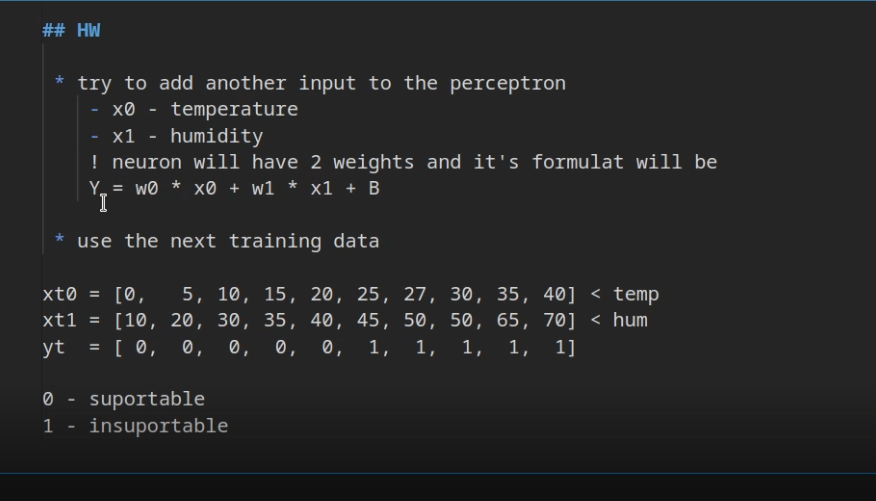 ## HW
* try to add another input to the perceptron
- x0 - temperature
- x1 - humidity
! neuron will have 2 weights and it's formulat will be
Y = w0 * x0 + w1 * x1 + B
* use the next training data
xt0 = [0,   5, 10, 15, 20, 25, 27, 30, 35, 40] < temp
xt1 = [10, 20, 30, 35, 40, 45, 50, 50, 65, 70] < hum
yt  = [ 0,  0,  0,  0,  0,  1,  1,  1,  1,  1]
0 - suportable
1 - insuportable